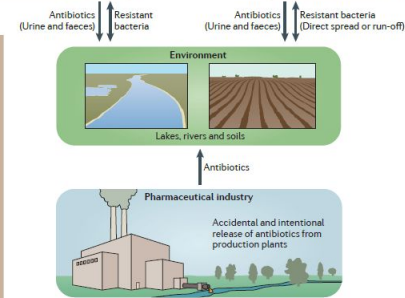 Antibiotics
(Urine and faeces)
Resistant
bacteria
Antibiotics
(Urine and faeces)
Resistant bacteria
(Direct spread or run-off)
Environment
Lakes, rivers and soils
Antibiotics
Pharmaceutical industry
Accidental and intentional
release of antibiotics from
production plants